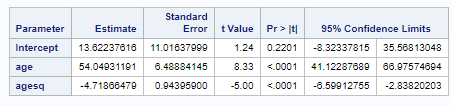 Parameter Estimate Standard Error t Value Pr > |t| 95% Confidence Limits
Intercept 13.62237616 11.01637999 1.24 0.2201 -8.32337815 35.56813048
age 54.04931191 6.48884145 8.33 <.0001 41.12287689 66.97574694
agesq -4.71866479 0.94395900 -5.00 <.0001 -6.59912755 -2.83820203